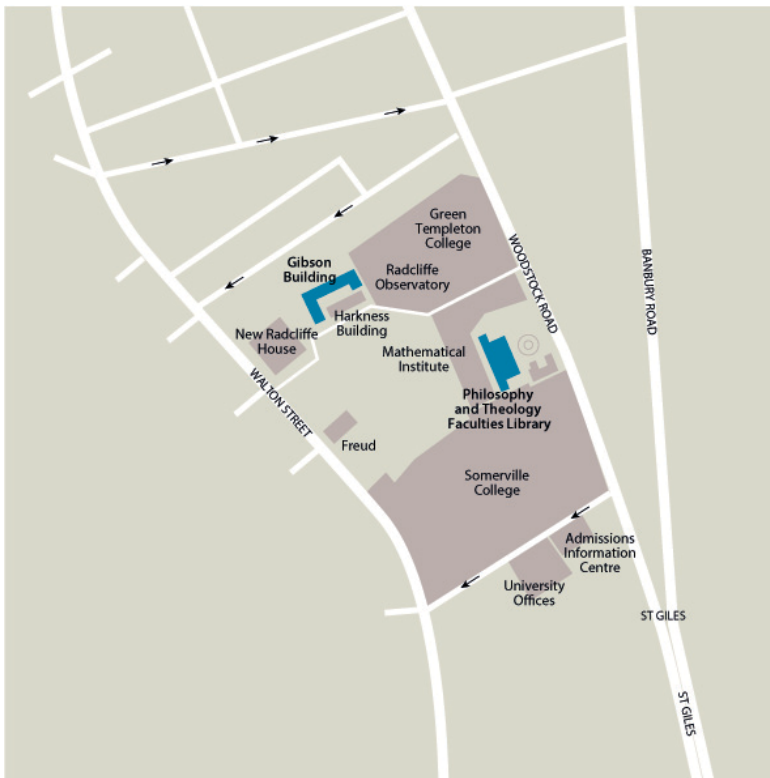 Green
Templeton
College
WOODSTOCK ROAD
BANBURY ROAD
Gibson
Building
Radcliffe
Observatory
Harkness
Building
New Radcliffe
House
Mathematical
Institute
WALTON STREET
Philosophy
and Theology
Faculties Library
Freud
Somerville
College
Admissions
Information
Centre
University
Offices
ST GILES
ST GILES